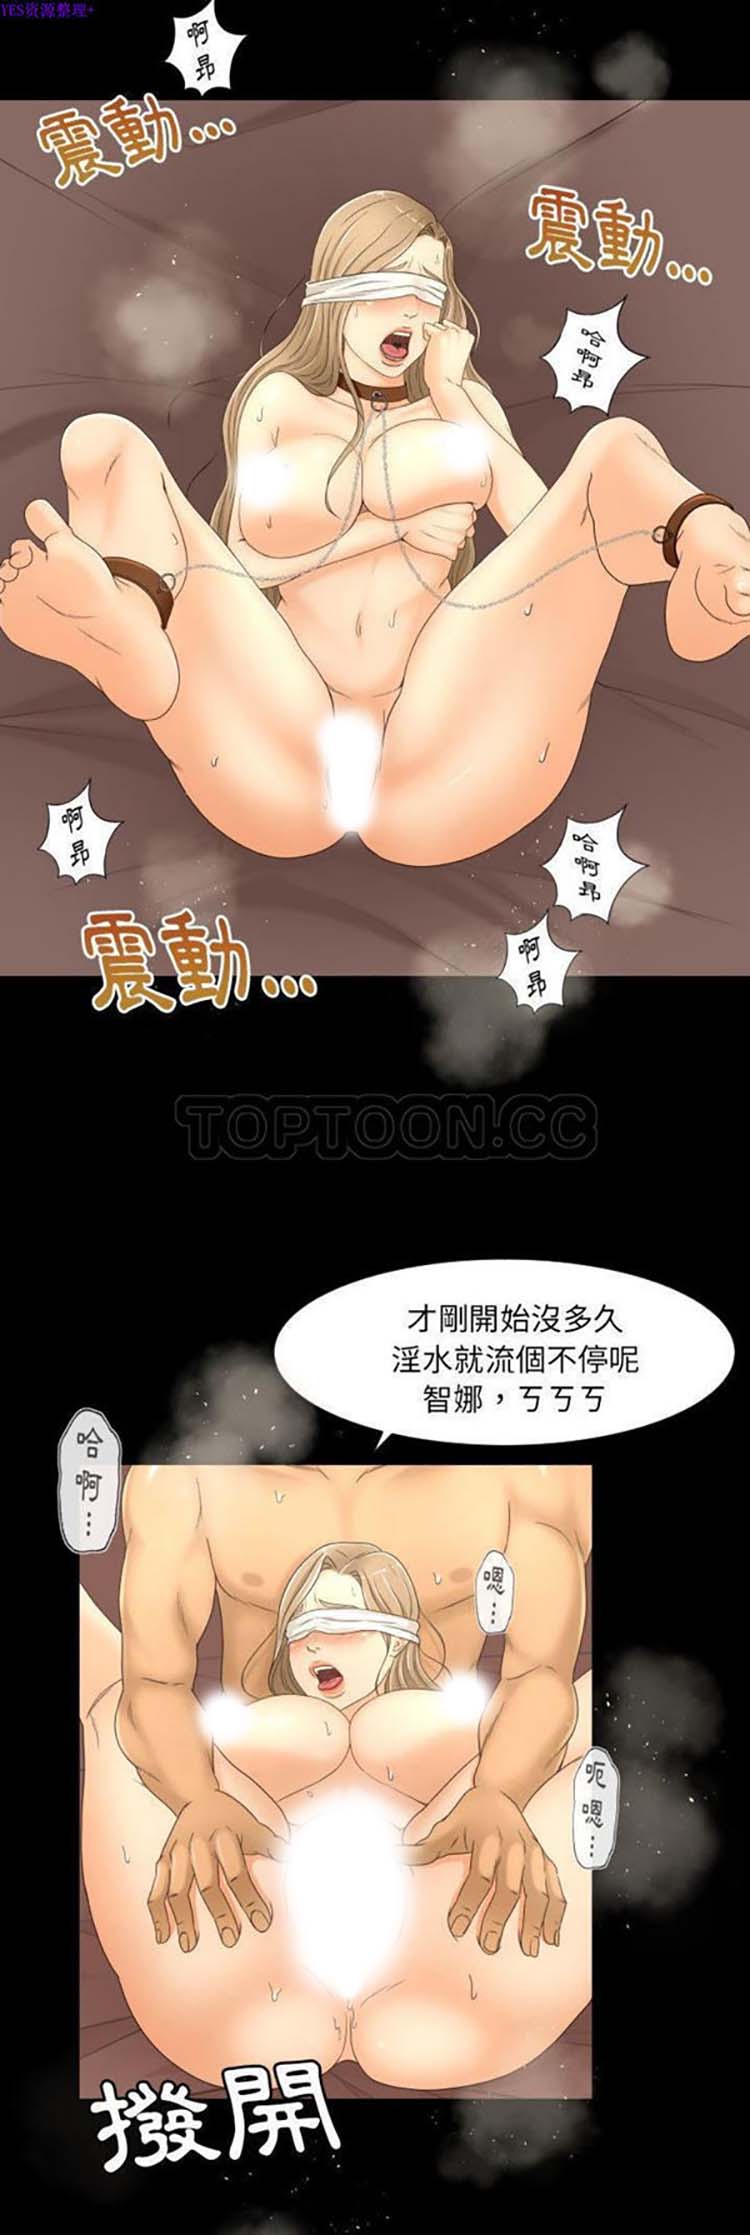 YES资源整理+
啊昂
震動...
震動...
哈啊昂
啊昂
哈啊昂
啊昂
震動...
TOPTOON.CC
才剛開始沒多久
淫水就流個不停呢
智娜，ㄎㄎㄎ
哈啊...
嗯...
呃嗯...
撥開